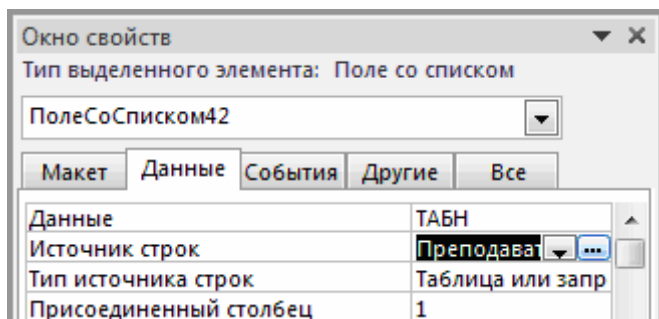 Окно свойств
Тип выделенного элемента: Поле со списком
ПолеСоСписком42
Макет Данные События Другие Все
Данные ТАБН
Источник строк Преподават ...
Тип источника строк Таблица или запр
Присоединенный столбец 1